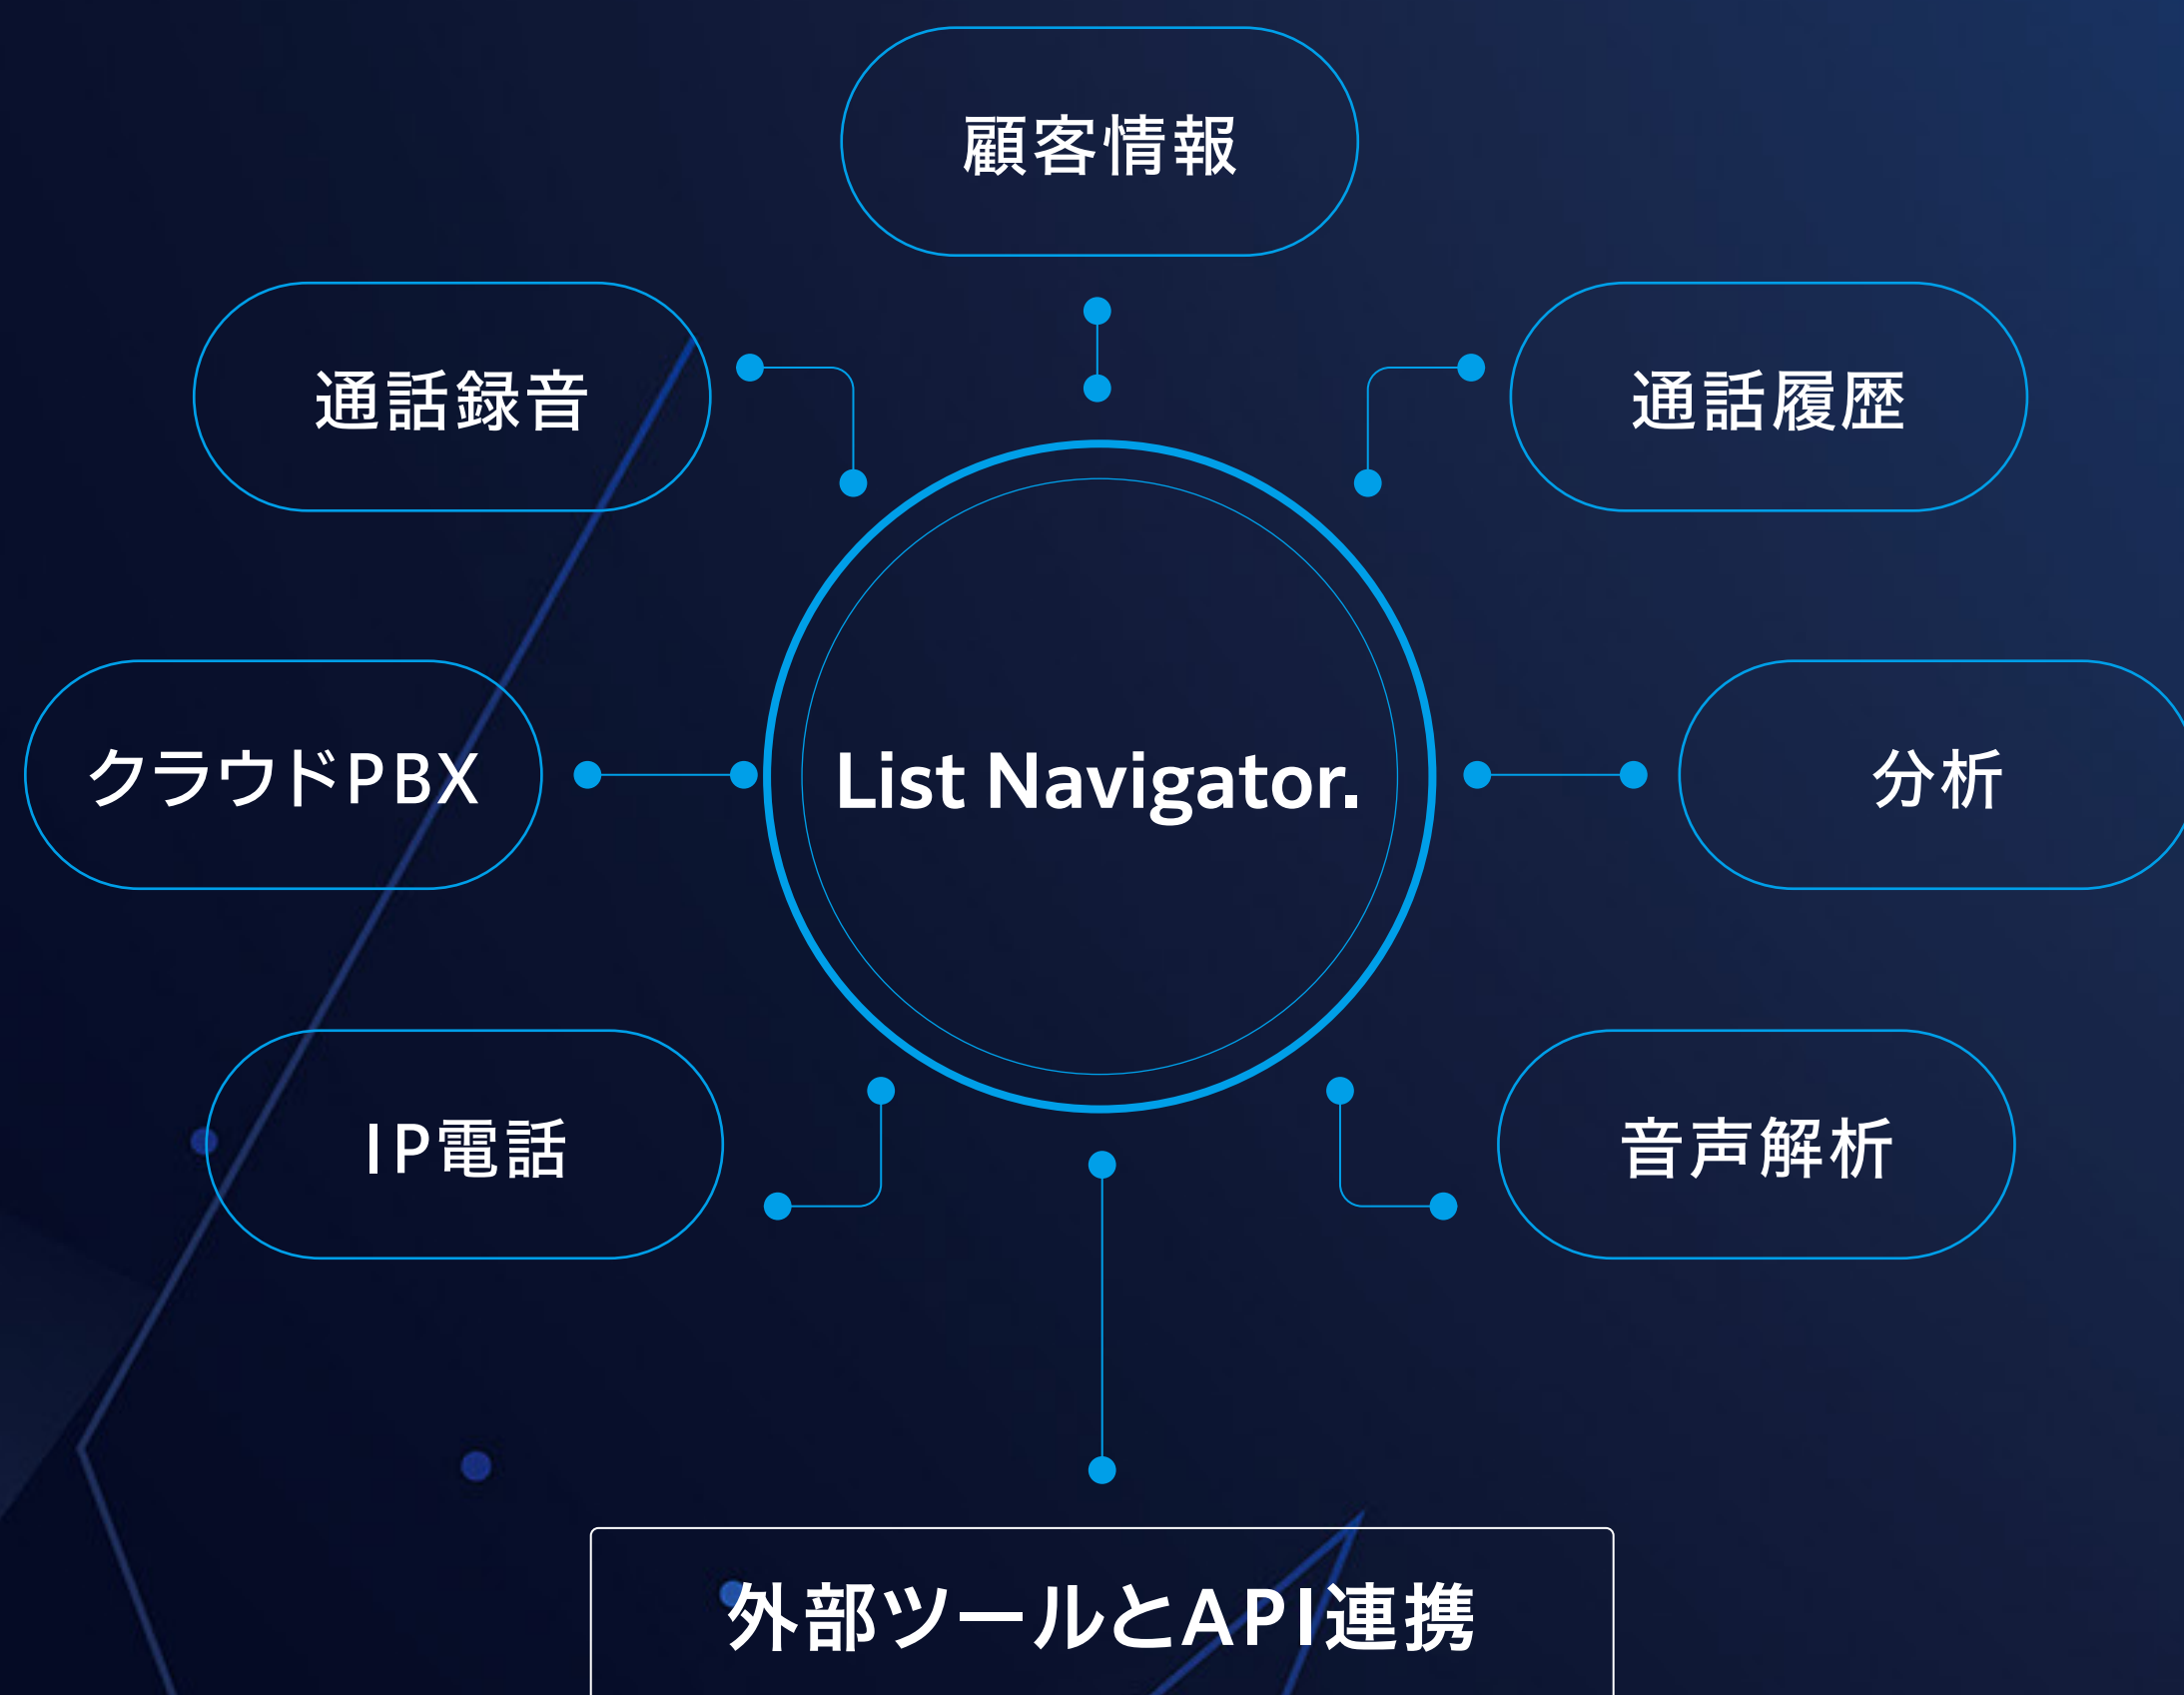 顧客情報
通話録音
通話履歴
クラウドPBX
List Navigator.
分析
IP電話
音声解析
外部ツールとAPI連携